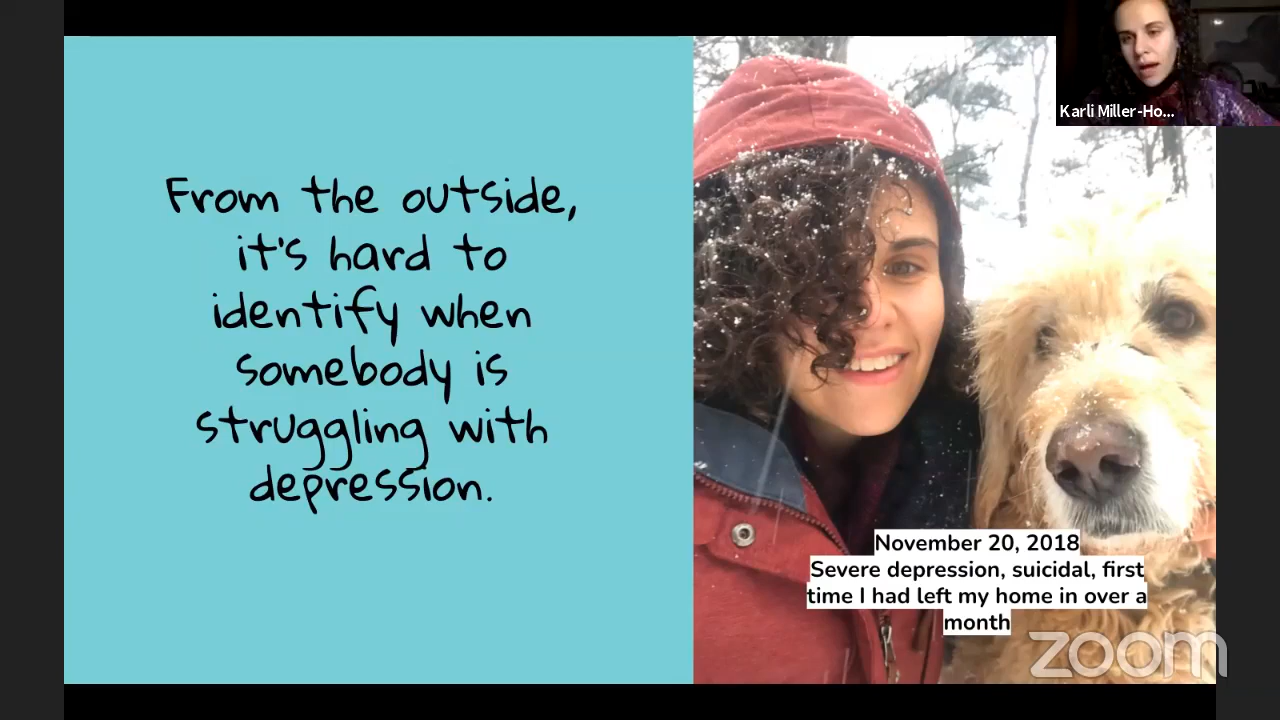 Karli Miller-Ho...
From the outside,
it's hard to
identify when
somebody is
struggling with
depression.
November 20, 2018
Severe depression, suicidal, first
time I had left my home in over a
month
zoom